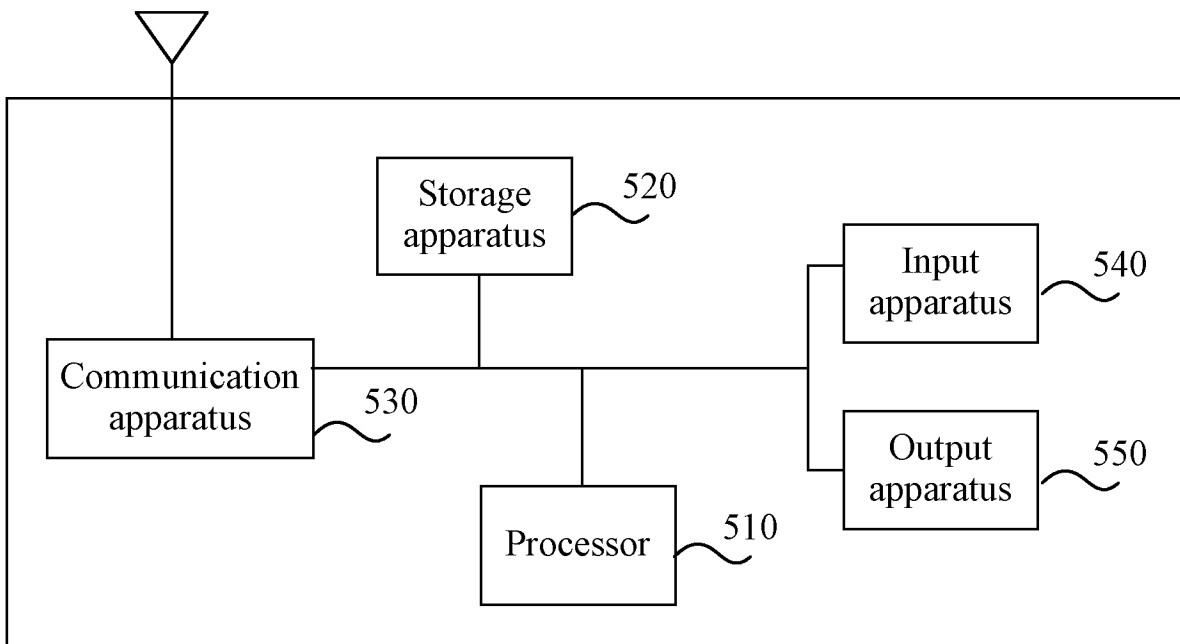 Storage
apparatus
520
Input
apparatus
540
Communication
apparatus
530
Output
apparatus
550
Processor
510